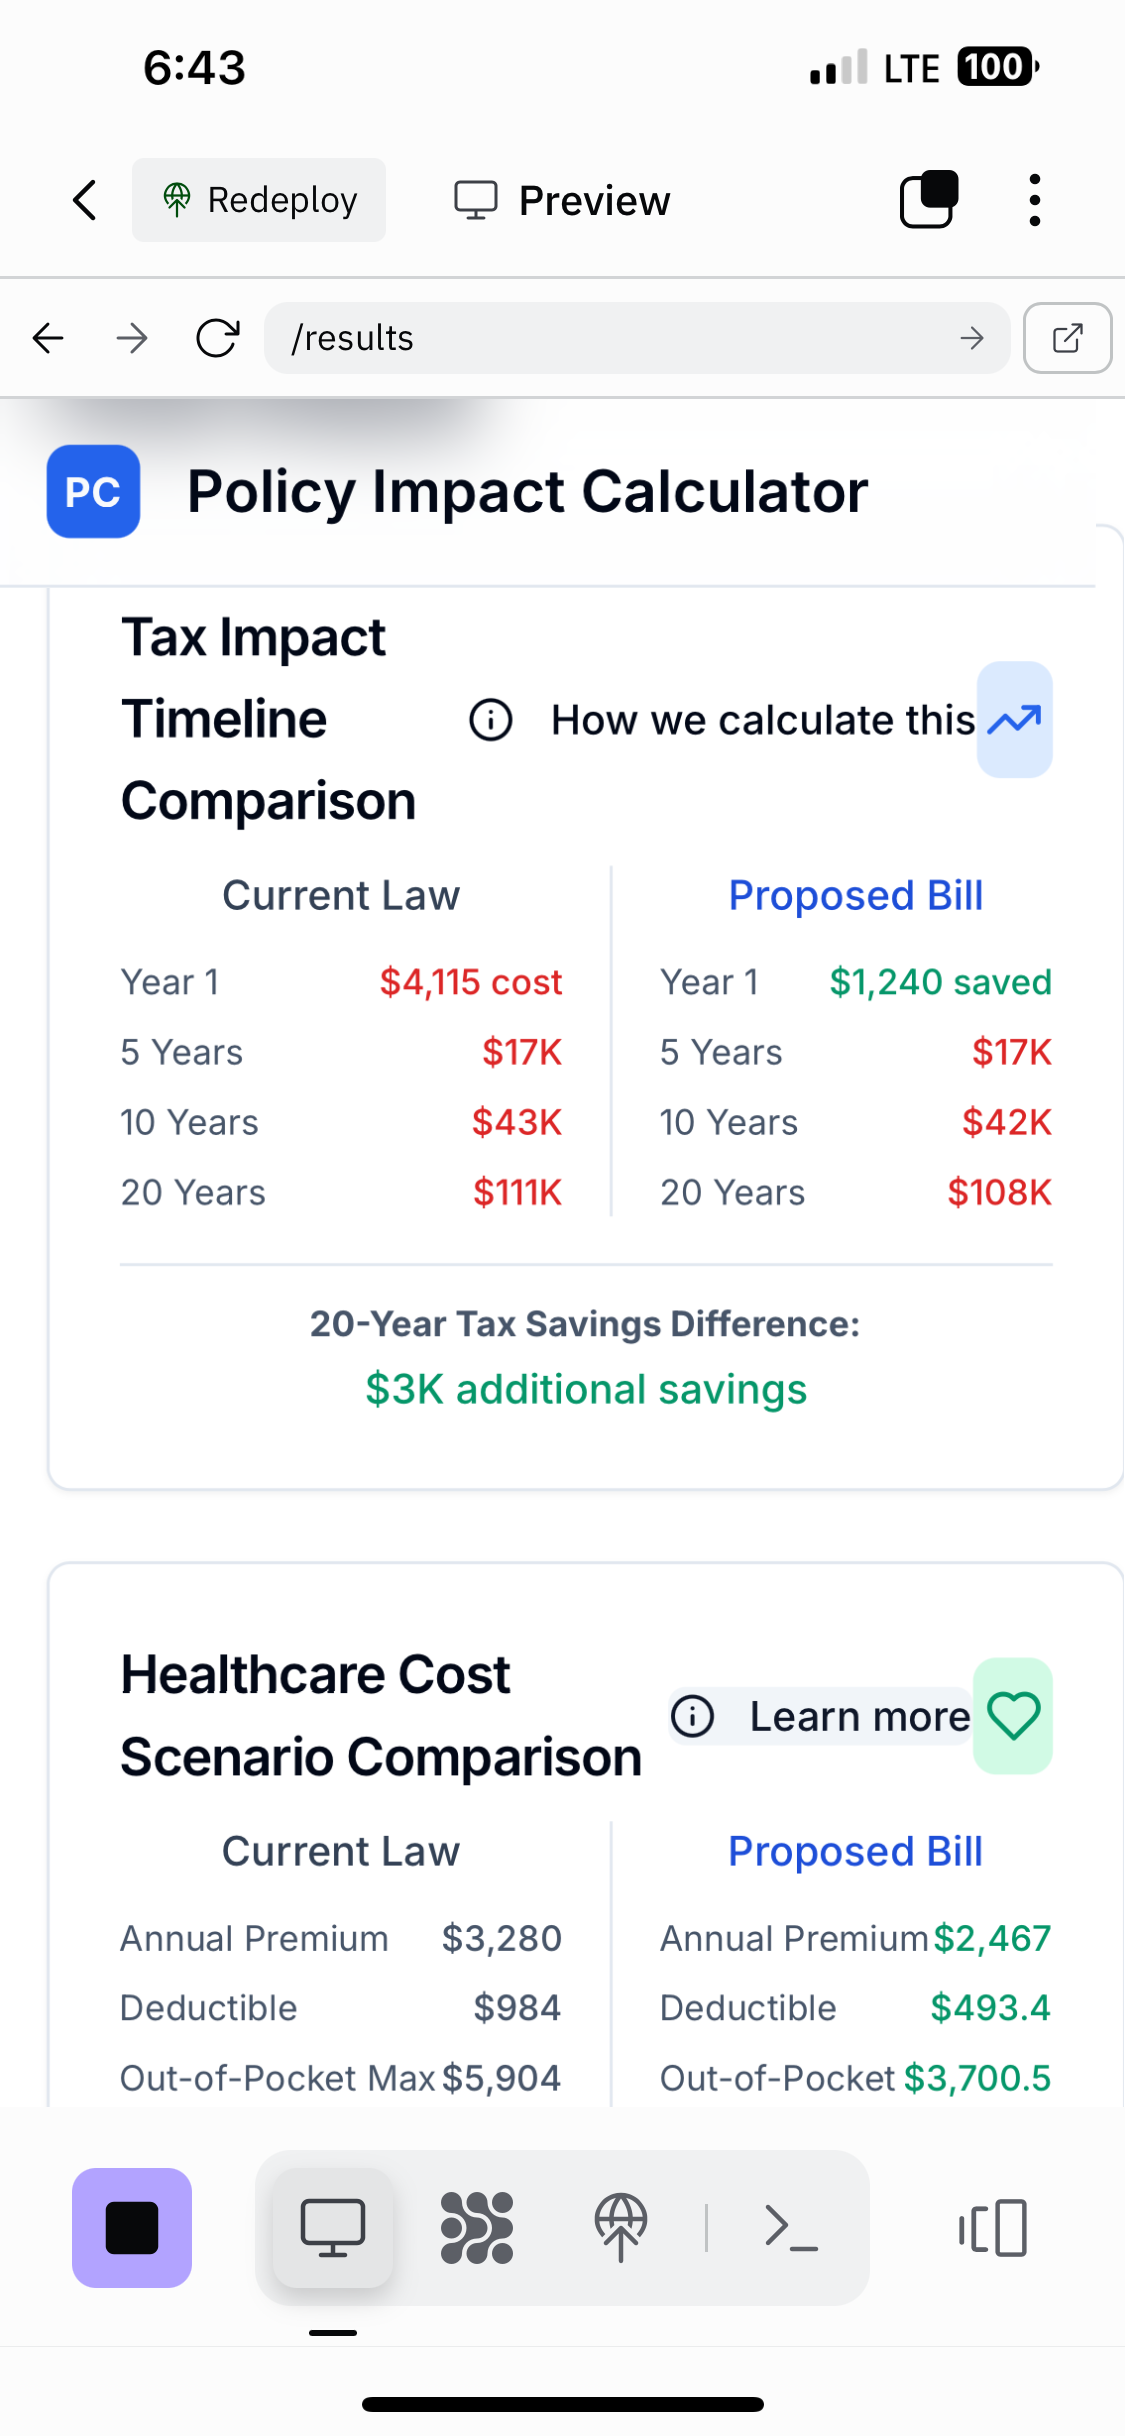 6:43
LTE 100
Redeploy Preview
/results
PC Policy Impact Calculator
Tax Impact
Timeline
Comparison
How we calculate this
Current Law Proposed Bill
Year 1 $4,115 cost Year 1 $1,240 saved
5 Years $17K 5 Years $17K
10 Years $43K 10 Years $42K
20 Years $111K 20 Years $108K
20-Year Tax Savings Difference:
$3K additional savings
Healthcare Cost
Scenario Comparison
Learn more
Current Law Proposed Bill
Annual Premium $3,280 Annual Premium $2,467
Deductible $984 Deductible $493.4
Out-of-Pocket Max $5,904 Out-of-Pocket $3,700.5